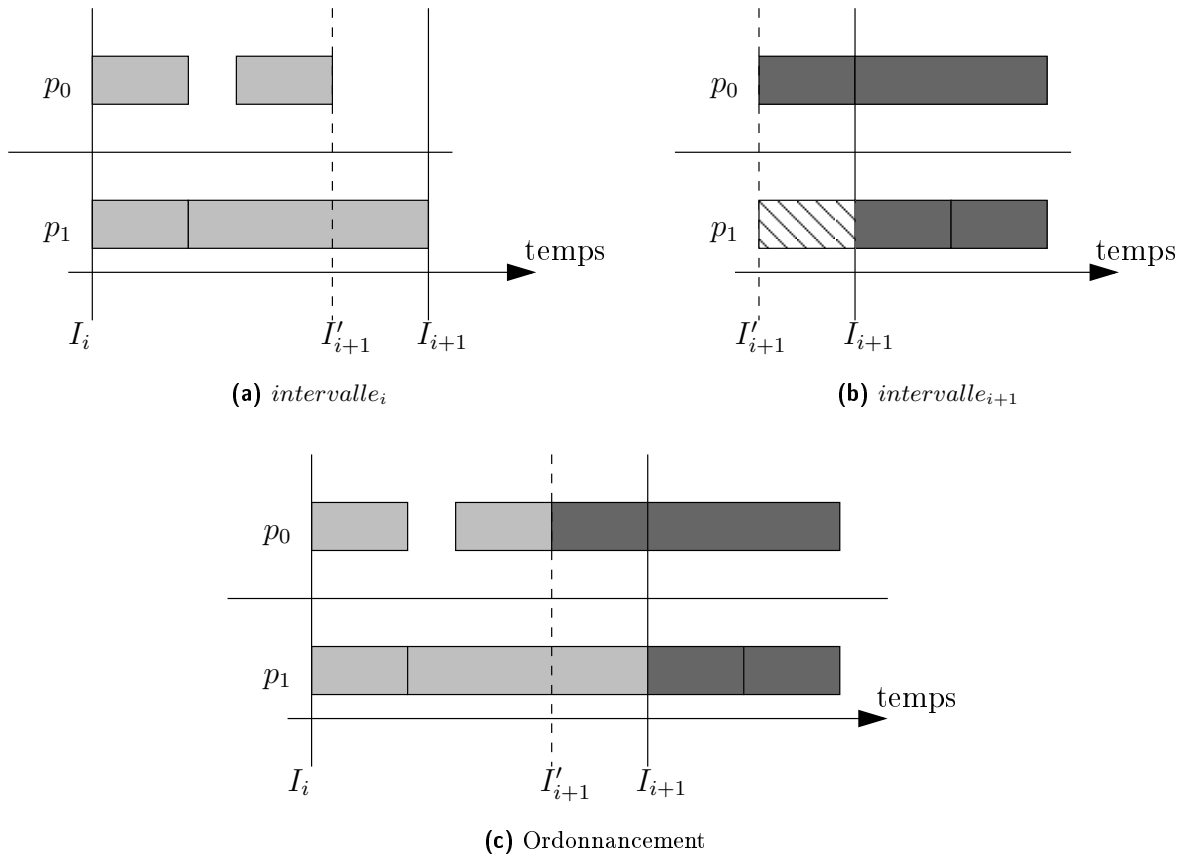 p₀ p₀
p₁ p₁
temps temps
Iᵢ I′ᵢ₊₁ Iᵢ₊₁ I′ᵢ₊₁ Iᵢ₊₁
(a) intervalleᵢ (b) intervalleᵢ₊₁
p₀
p₁
temps
Iᵢ I′ᵢ₊₁ Iᵢ₊₁
(c) Ordonnancement